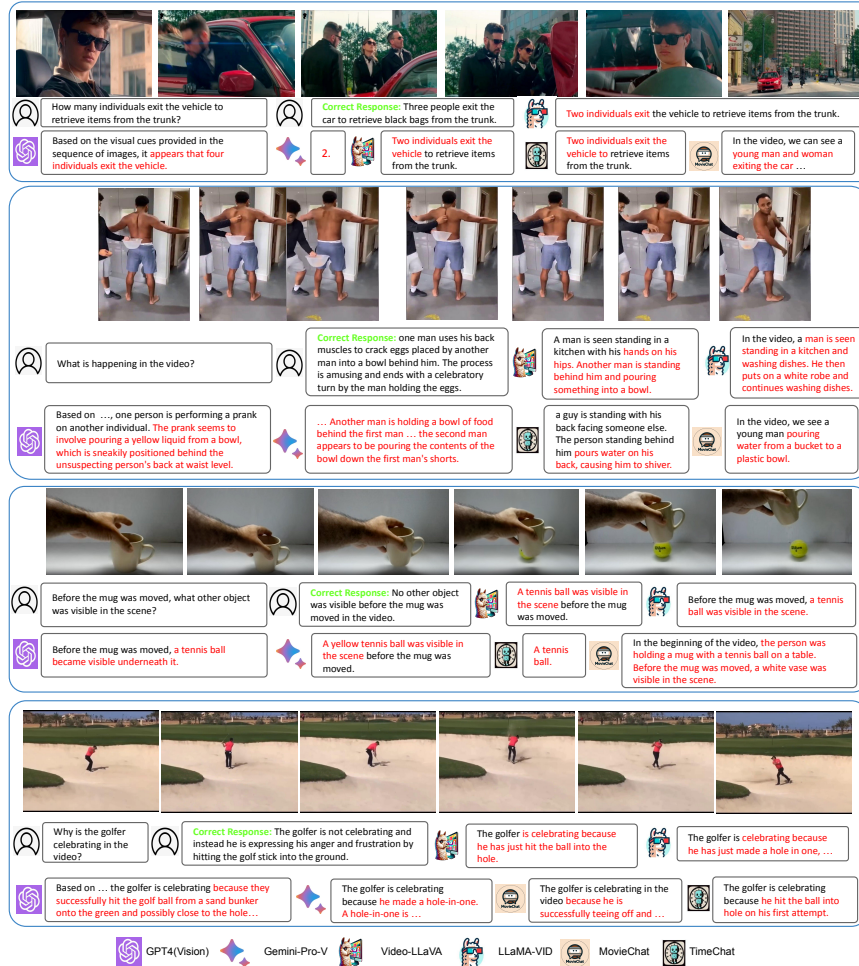 How many individuals exit the vehicle to
retrieve items from the trunk?
Correct Response: Three people exit the
car to retrieve black bags from the trunk.
Two individuals exit the vehicle to retrieve items from the trunk.
Based on the visual cues provided in the
sequence of images, it appears that four
individuals exit the vehicle.
2.
Two individuals exit the
vehicle to retrieve items
from the trunk.
Two individuals exit the
vehicle to retrieve items
from the trunk.
MovieChat
In the video, we can see a
young man and woman
exiting the car ...
What is happening in the video?
Correct Response: one man uses his back
muscles to crack eggs placed by another
man into a bowl behind him. The process
is amusing and ends with a celebratory
turn by the man holding the eggs.
A man is seen standing in a
kitchen with his hands on his
hips. Another man is standing
behind him and pouring
something into a bowl.
In the video, a man is seen
standing in a kitchen and
washing dishes. He then
puts on a white robe and
continues washing dishes.
Based on ..., one person is performing a prank
on another individual. The prank seems to
involve pouring a yellow liquid from a bowl,
which is sneakily positioned behind the
unsuspecting person's back at waist level.
... Another man is holding a bowl of food
behind the first man ... the second man
appears to be pouring the contents of the
bowl down the first man's shorts.
a guy is standing with his
back facing someone else.
The person standing behind
him pours water on his
back, causing him to shiver.
MovieChat
In the video, we see a
young man pouring
water from a bucket to a
plastic bowl.
Before the mug was moved, what other object
was visible in the scene?
Correct Response: No other
object was visible before the mug was
moved in the video.
A tennis ball was visible in
the scene before the mug
was moved.
Before the mug was moved, a tennis
ball was visible in the scene.
Before the mug was moved, a tennis ball
became visible underneath it.
A yellow tennis ball was visible in
the scene before the mug was
moved.
A tennis
ball.
MovieChat
In the beginning of the video, the person was
holding a mug with a tennis ball on a table.
Before the mug was moved, a white vase was
visible in the scene.
Why is the golfer
celebrating in the
video?
Correct Response: The golfer is not celebrating and
instead he is expressing his anger and frustration by
hitting the golf stick into the ground.
The golfer is celebrating because
he has just hit the ball into the
hole.
The golfer is celebrating because
he has just made a hole in one, ...
Based on ... the golfer is celebrating because they
successfully hit the golf ball from a sand bunker
onto the green and possibly close to the hole...
The golfer is celebrating
because he made a hole-in-one.
A hole-in-one is ...
MovieChat
The golfer is celebrating in the
video because he is
successfully teeing off and ...
The golfer is celebrating
because he hit the ball into
hole on his first attempt.
GPT4(Vision)
Gemini-Pro-V
Video-LLaVA
LLaMA-VID
MovieChat
MovieChat
TimeChat